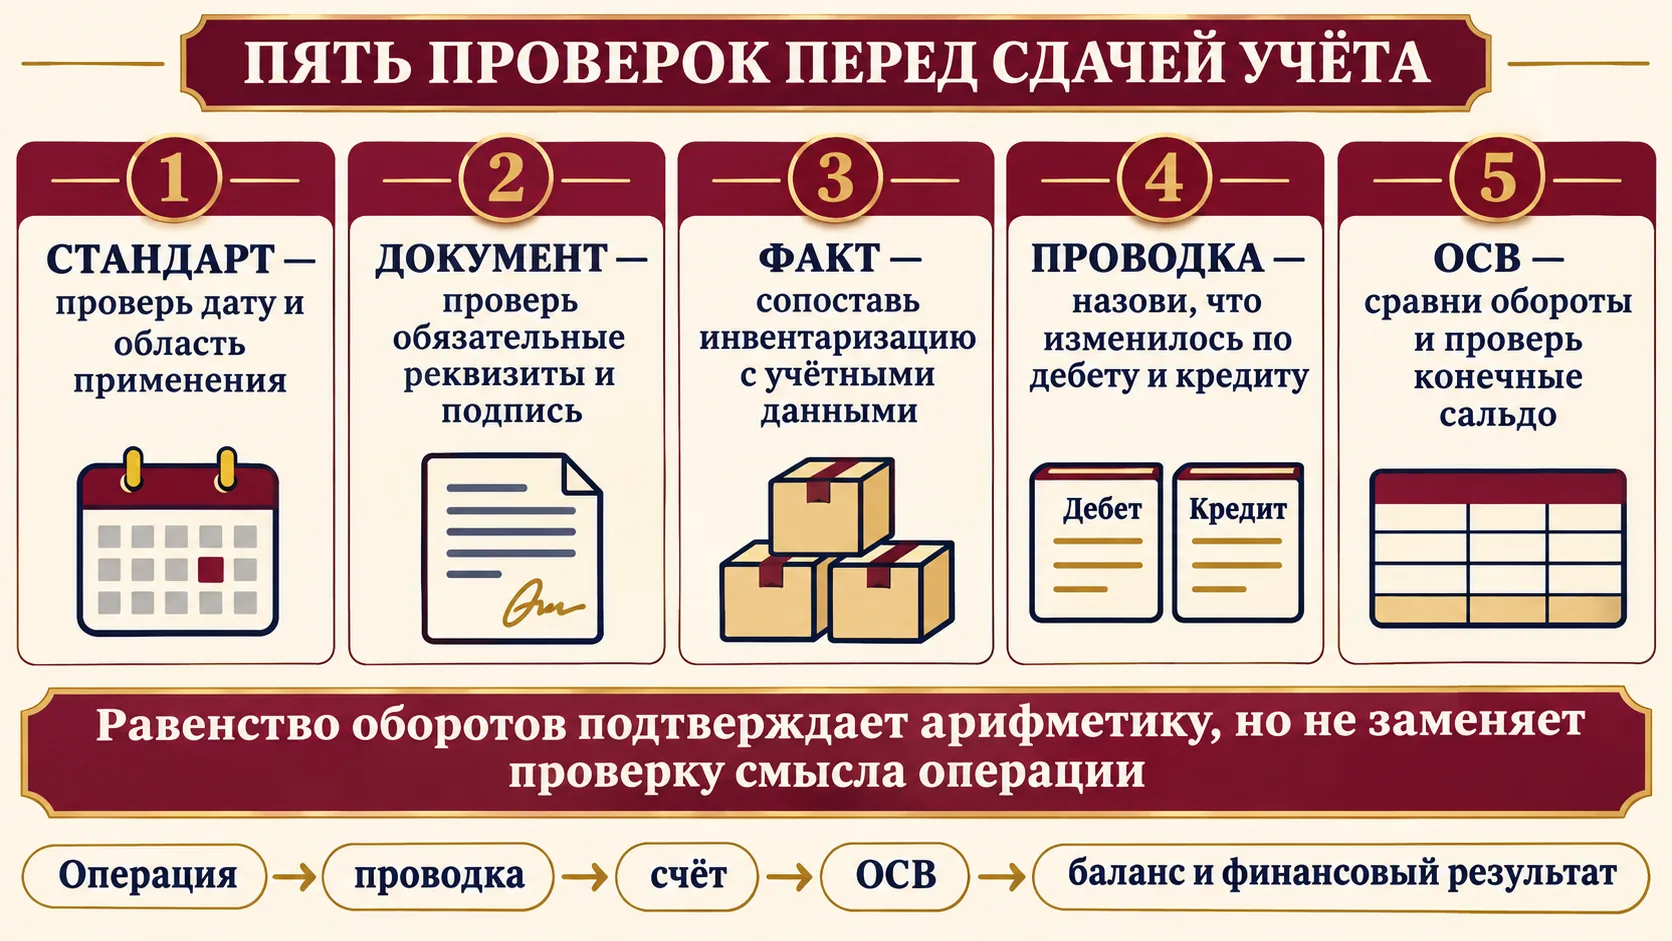 ПЯТЬ ПРОВЕРОК ПЕРЕД СДАЧЕЙ УЧЁТА
1
СТАНДАРТ —
проверь дату и
область
применения
2
ДОКУМЕНТ —
проверь
обязательные
реквизиты и
подпись
3
ФАКТ —
сопоставь
инвентаризацию
с учётными
данными
4
ПРОВОДКА —
назови, что
изменилось по
дебету и кредиту
Дебет
Кредит
5
ОСВ —
сравни обороты
и проверь
конечные
сальдо
Равенство оборотов подтверждает арифметику, но не заменяет
проверку смысла операции
Операция → проводка → счёт → ОСВ → баланс и финансовый результат